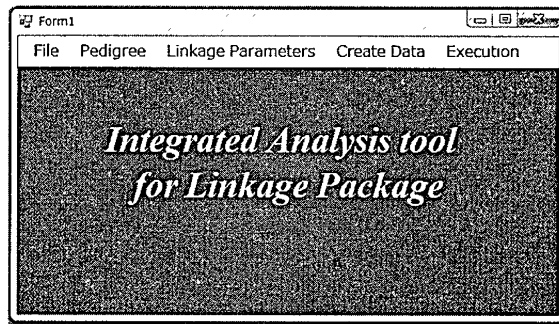 Form1
File Pedigree Linkage Parameters Create Data Execution
Integrated Analysis tool
for Linkage Package